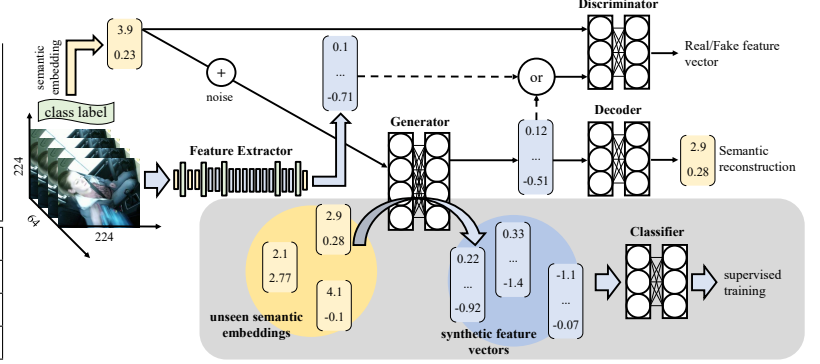 Discriminator
3.9
0.23
semantic
embedding
0.1
...
-0.71
+
noise
or
Real/Fake feature
vector
class label
Generator
Decoder
0.12
...
-0.51
2.9
0.28
Semantic
reconstruction
Feature Extractor
224
64
224
2.9
0.28
2.1
2.77
4.1
-0.1
unseen semantic
embeddings
0.33
...
-1.4
0.22
...
-0.92
-1.1
...
-0.07
synthetic feature
vectors
Classifier
supervised
training